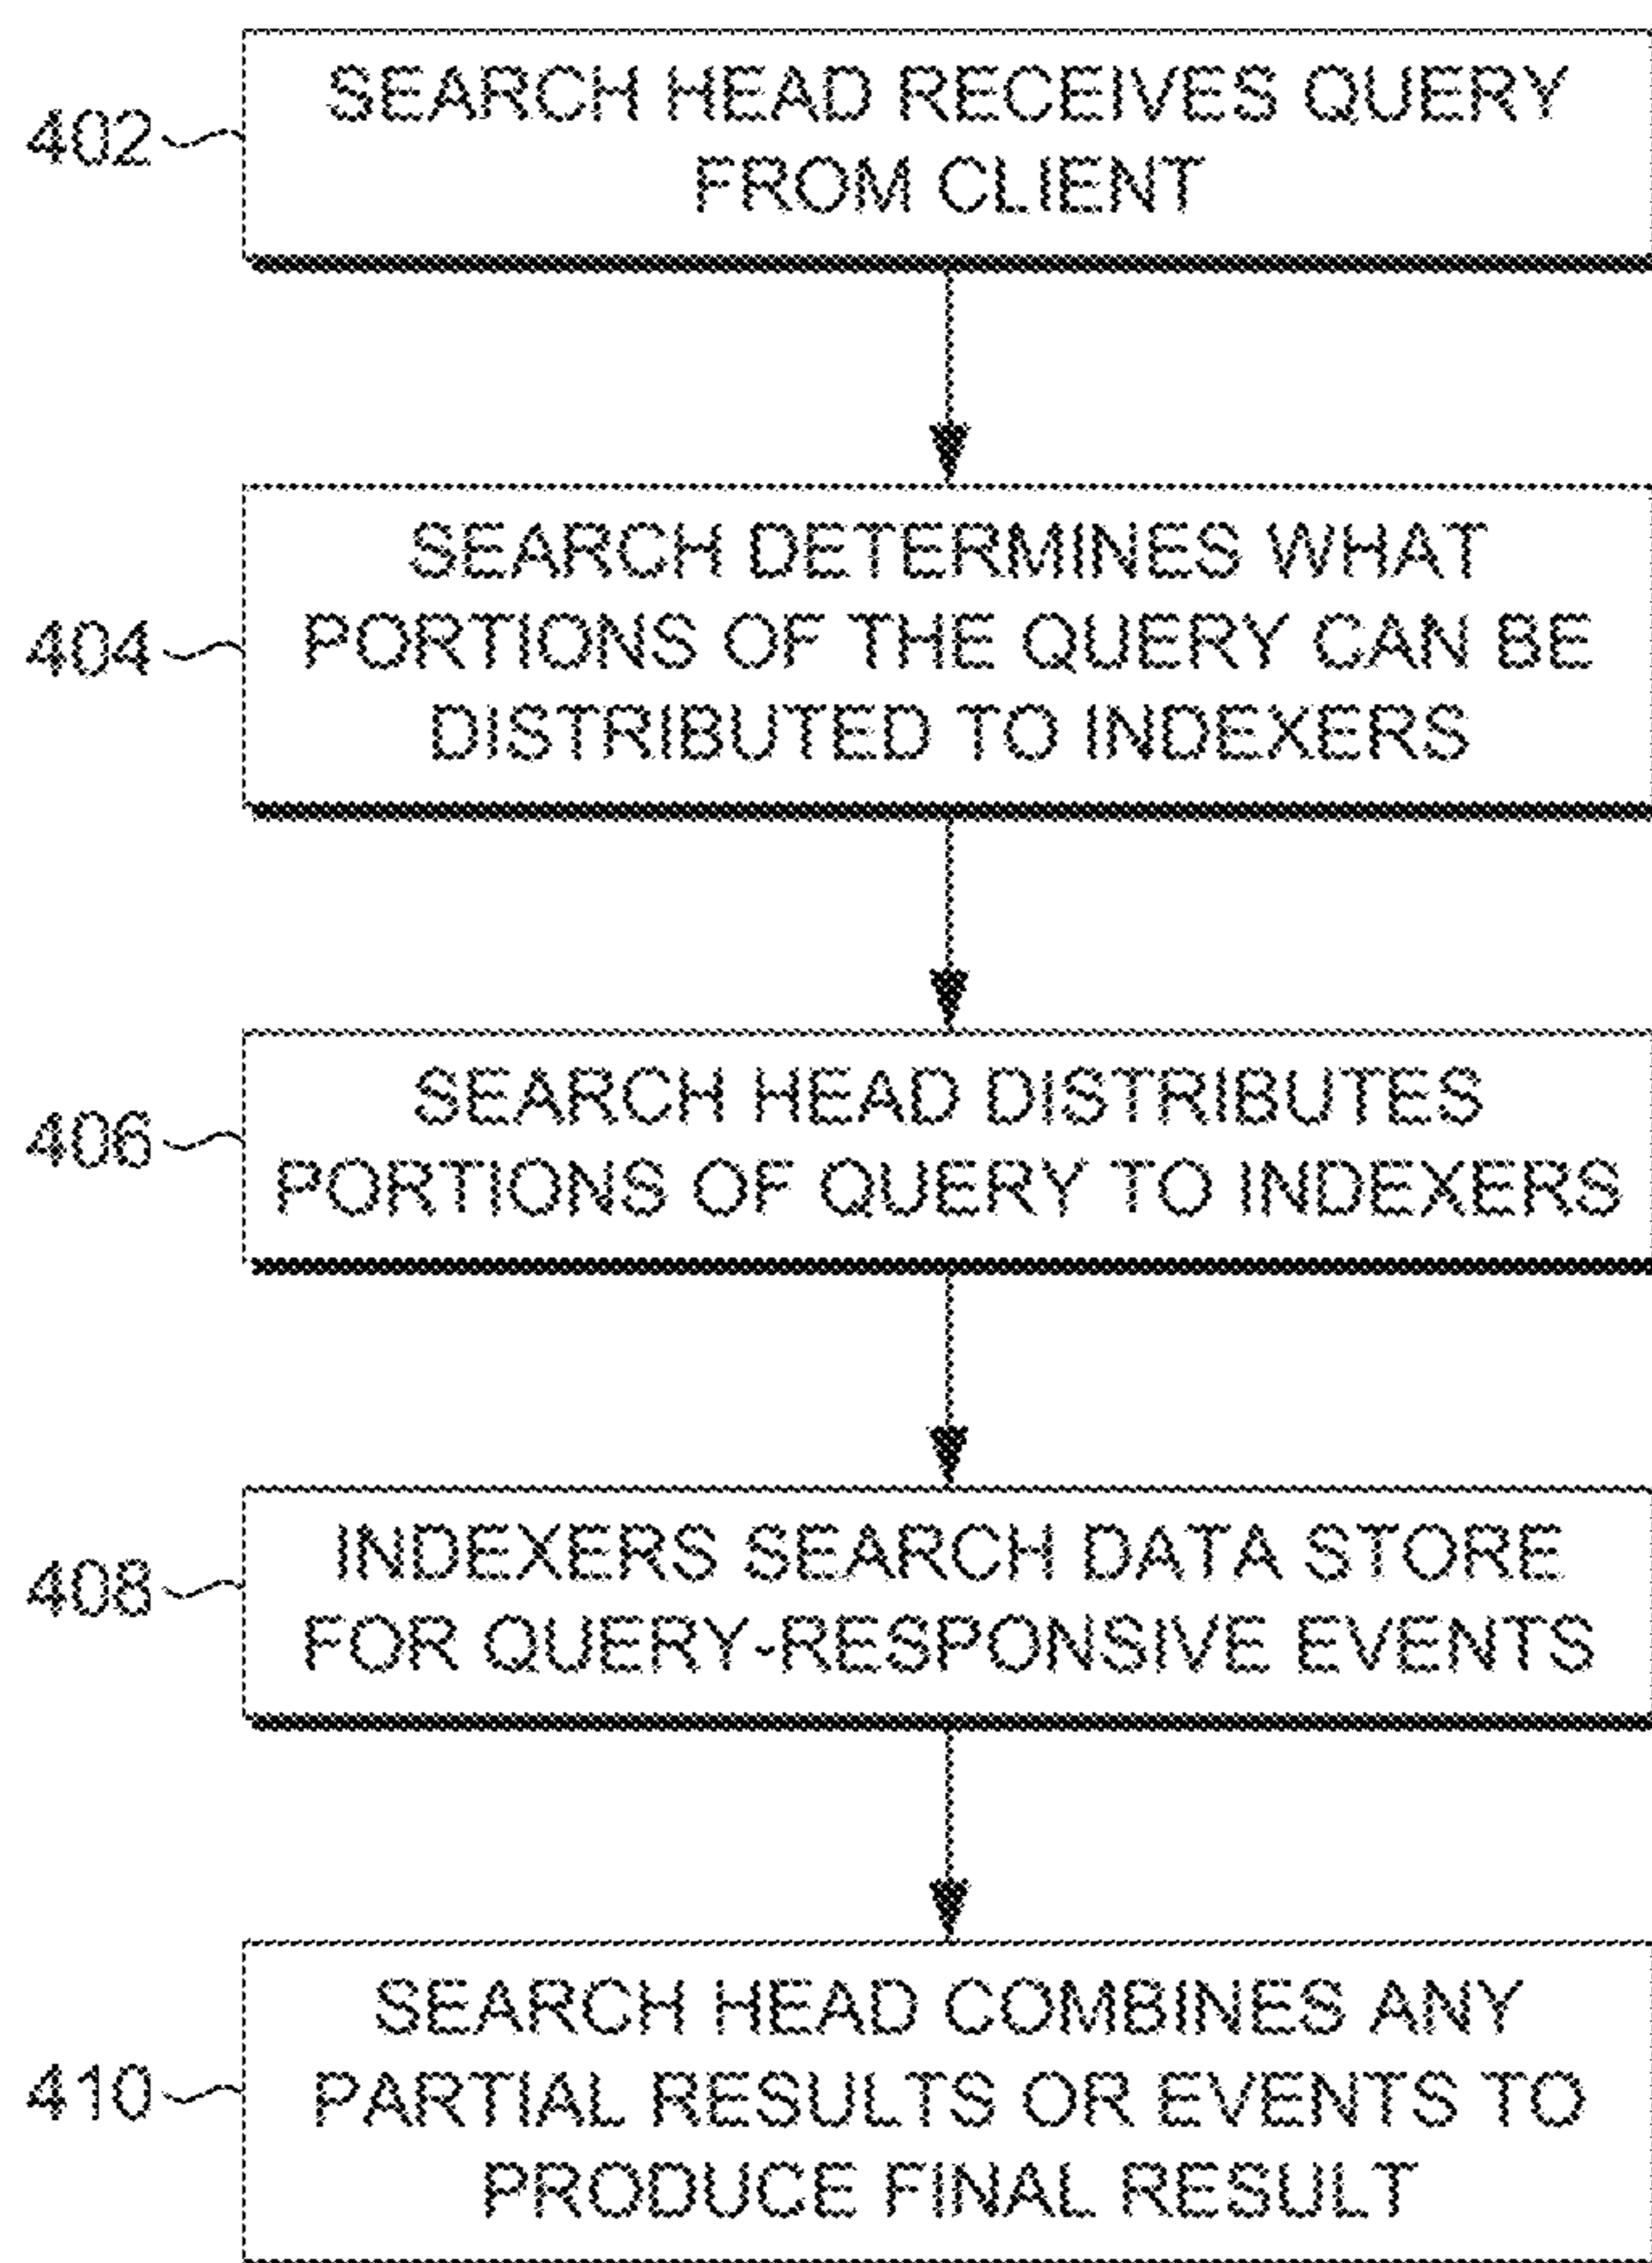 402
SEARCH HEAD RECEIVES QUERY
FROM CLIENT
404
SEARCH DETERMINES WHAT
PORTIONS OF THE QUERY CAN BE
DISTRIBUTED TO INDEXERS
406
SEARCH HEAD DISTRIBUTES
PORTIONS OF QUERY TO INDEXERS
408
INDEXERS SEARCH DATA STORE
FOR QUERY-RESPONSIVE EVENTS
410
SEARCH HEAD COMBINES ANY
PARTIAL RESULTS OR EVENTS TO
PRODUCE FINAL RESULT